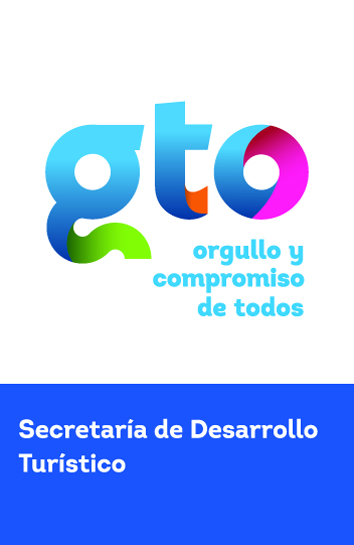 gto
orgullo y
compromiso
de todos
Secretaría de Desarrollo
Turístico